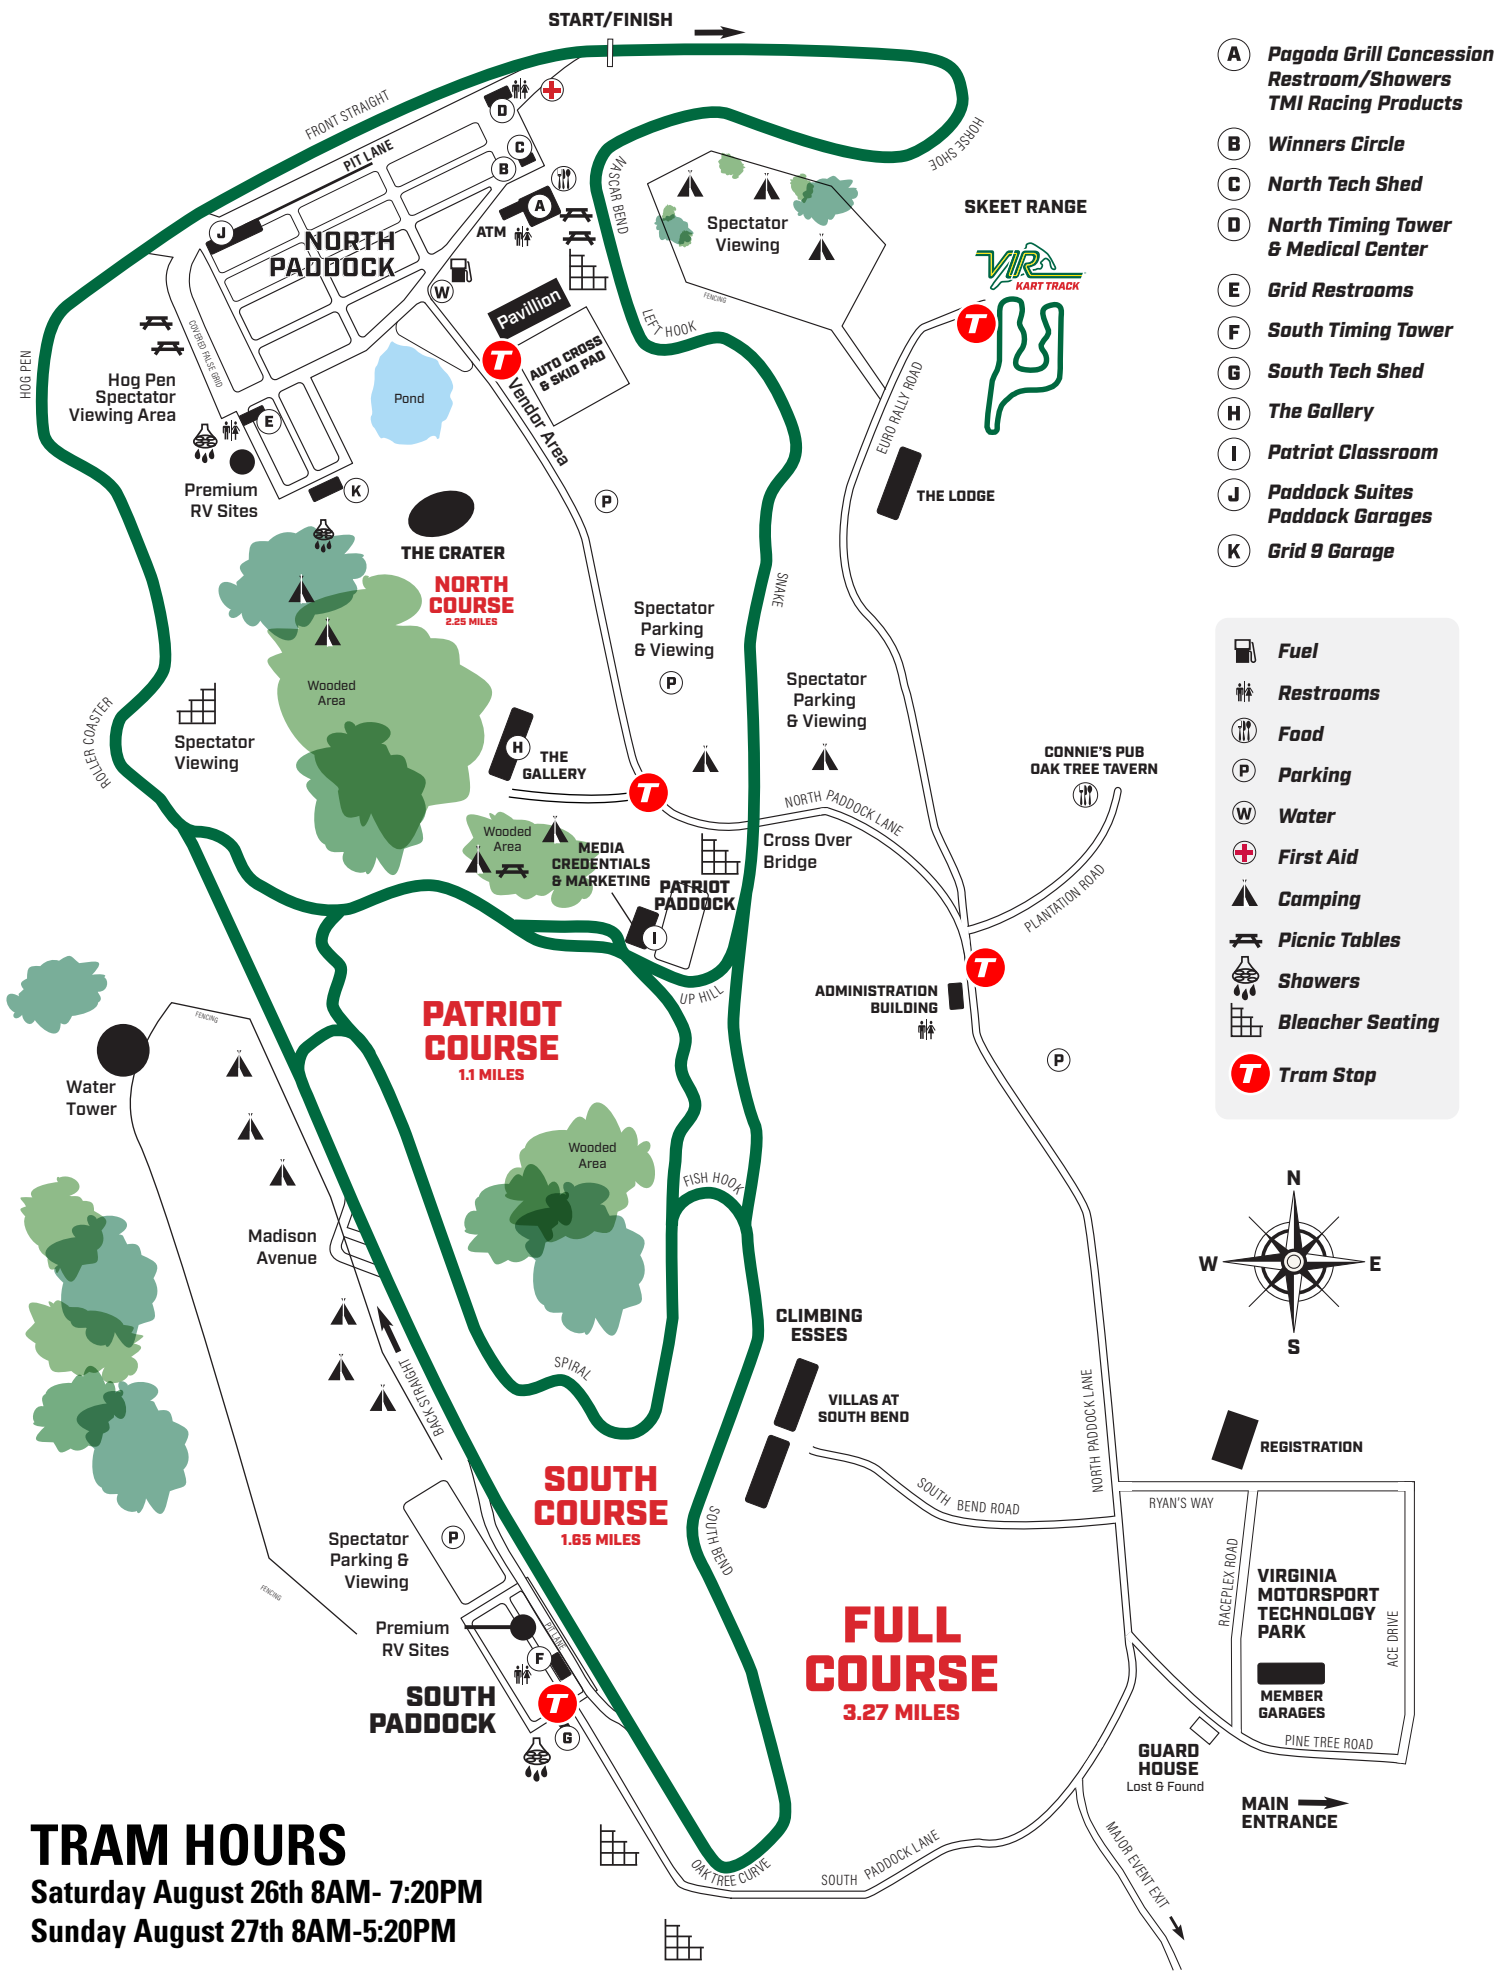 START/FINISH
FRONT STRAIGHT
PIT LANE
HORSE SHOE
NASCAR BEND
D
C
B
A
J
ATM
W
NORTH
PADDOCK
Spectator
Viewing
FENCING
SKEET RANGE
VIR
KART TRACK
T
Pavillion
AUTO CROSS
& SKID PAD
T
Vendor Area
LEFT HOOK
COVERED FALSE GRID
HOG PEN
Hog Pen
Spectator
Viewing Area
Pond
E
Premium
RV Sites
K
P
EURO RALLY ROAD
THE LODGE
THE CRATER
NORTH
COURSE
2.25 MILES
SNAKE
Spectator
Parking
& Viewing
P
Spectator
Parking
& Viewing
Wooded
Area
ROLLER COASTER
Spectator
Viewing
H
THE
GALLERY
T
NORTH PADDOCK LANE
CONNIE'S PUB
OAK TREE TAVERN
Cross Over
Bridge
Wooded
Area
MEDIA
CREDENTIALS
& MARKETING
PATRIOT
PADDOCK
I
PLANTATION ROAD
T
ADMINISTRATION
BUILDING
P
UP HILL
PATRIOT
COURSE
1.1 MILES
FENCING
Water
Tower
Wooded
Area
FISH HOOK
Madison
Avenue
BACK STRAIGHT
SPIRAL
CLIMBING
ESSES
VILLAS AT
SOUTH BEND
SOUTH BEND ROAD
NORTH PADDOCK LANE
SOUTH
COURSE
1.65 MILES
SOUTH BEND
P
Spectator
Parking &
Viewing
FENCING
Premium
RV Sites
PIT LANE
F
SOUTH
PADDOCK
T
G
FULL
COURSE
3.27 MILES
REGISTRATION
RYAN'S WAY
RACEPLEX ROAD
VIRGINIA
MOTORSPORT
TECHNOLOGY
PARK
ACE DRIVE
MEMBER
GARAGES
PINE TREE ROAD
GUARD
HOUSE
Lost & Found
MAIN
ENTRANCE
MAJOR EVENT EXIT
SOUTH PADDOCK LANE
OAK TREE CURVE
A Pagoda Grill Concession
Restroom/Showers
TMI Racing Products
B Winners Circle
C North Tech Shed
D North Timing Tower
& Medical Center
E Grid Restrooms
F South Timing Tower
G South Tech Shed
H The Gallery
I Patriot Classroom
J Paddock Suites
Paddock Garages
K Grid 9 Garage
Fuel
Restrooms
Food
P Parking
W Water
First Aid
Camping
Picnic Tables
Showers
Bleacher Seating
T Tram Stop
N
W E
S
TRAM HOURS
Saturday August 26th 8AM- 7:20PM
Sunday August 27th 8AM-5:20PM